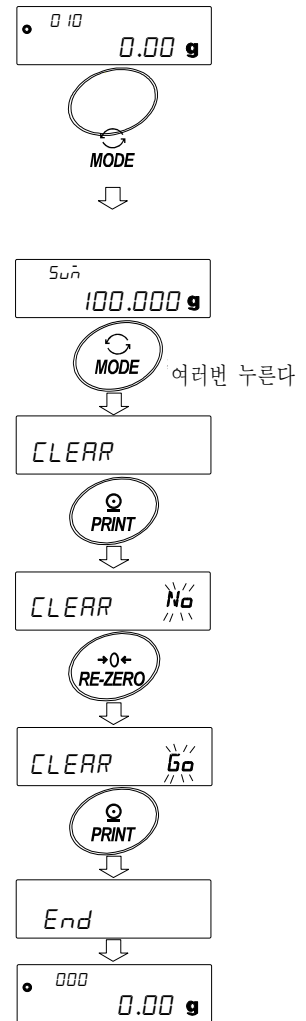 010
0.00 g
MODE
Sum
100.000 g
MODE
여러번 누른다
CLEAR
PRINT
CLEAR No
→0←
RE-ZERO
CLEAR Go
PRINT
End
000
0.00 g